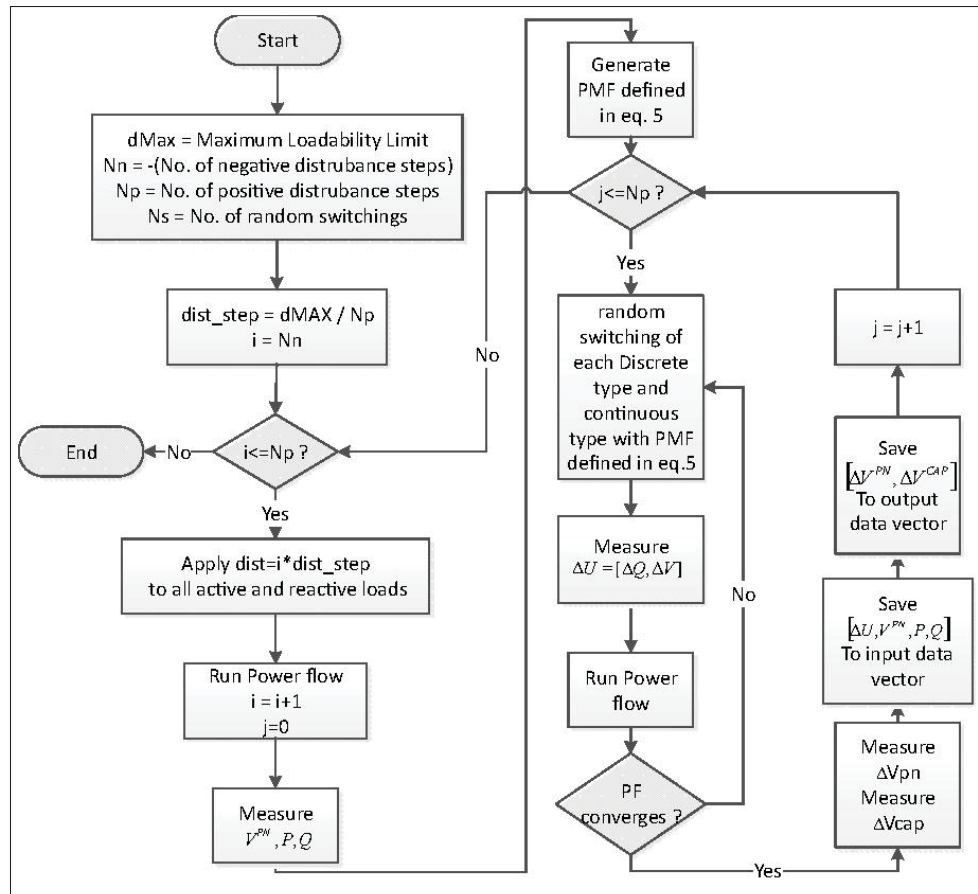 Start
dMax = Maximum Loadability Limit
Nn = -(No. of negative distrubance steps)
Np = No. of positive distrubance steps
Ns = No. of random switchings
dist_step = dMAX / Np
i = Nn
i<=Np ?
No
End
Yes
Apply dist=i*dist_step
to all active and reactive loads
Run Power flow
i = i+1
j=0
Measure
V^{PN}, P, Q
Generate
PMF defined
in eq. 5
j<=Np ?
No
Yes
random
switching of
each Discrete
type and
continuous
type with PMF
defined in eq.5
Measure
ΔU = [ΔQ, ΔV]
Run Power
flow
PF
converges ?
No
Yes
Measure
ΔVpn
Measure
ΔVcap
Save
[ΔU, V^{PN}, P, Q]
To input data
vector
Save
[ΔV^{PN}, ΔV^{CAP}]
To output
data vector
j = j+1